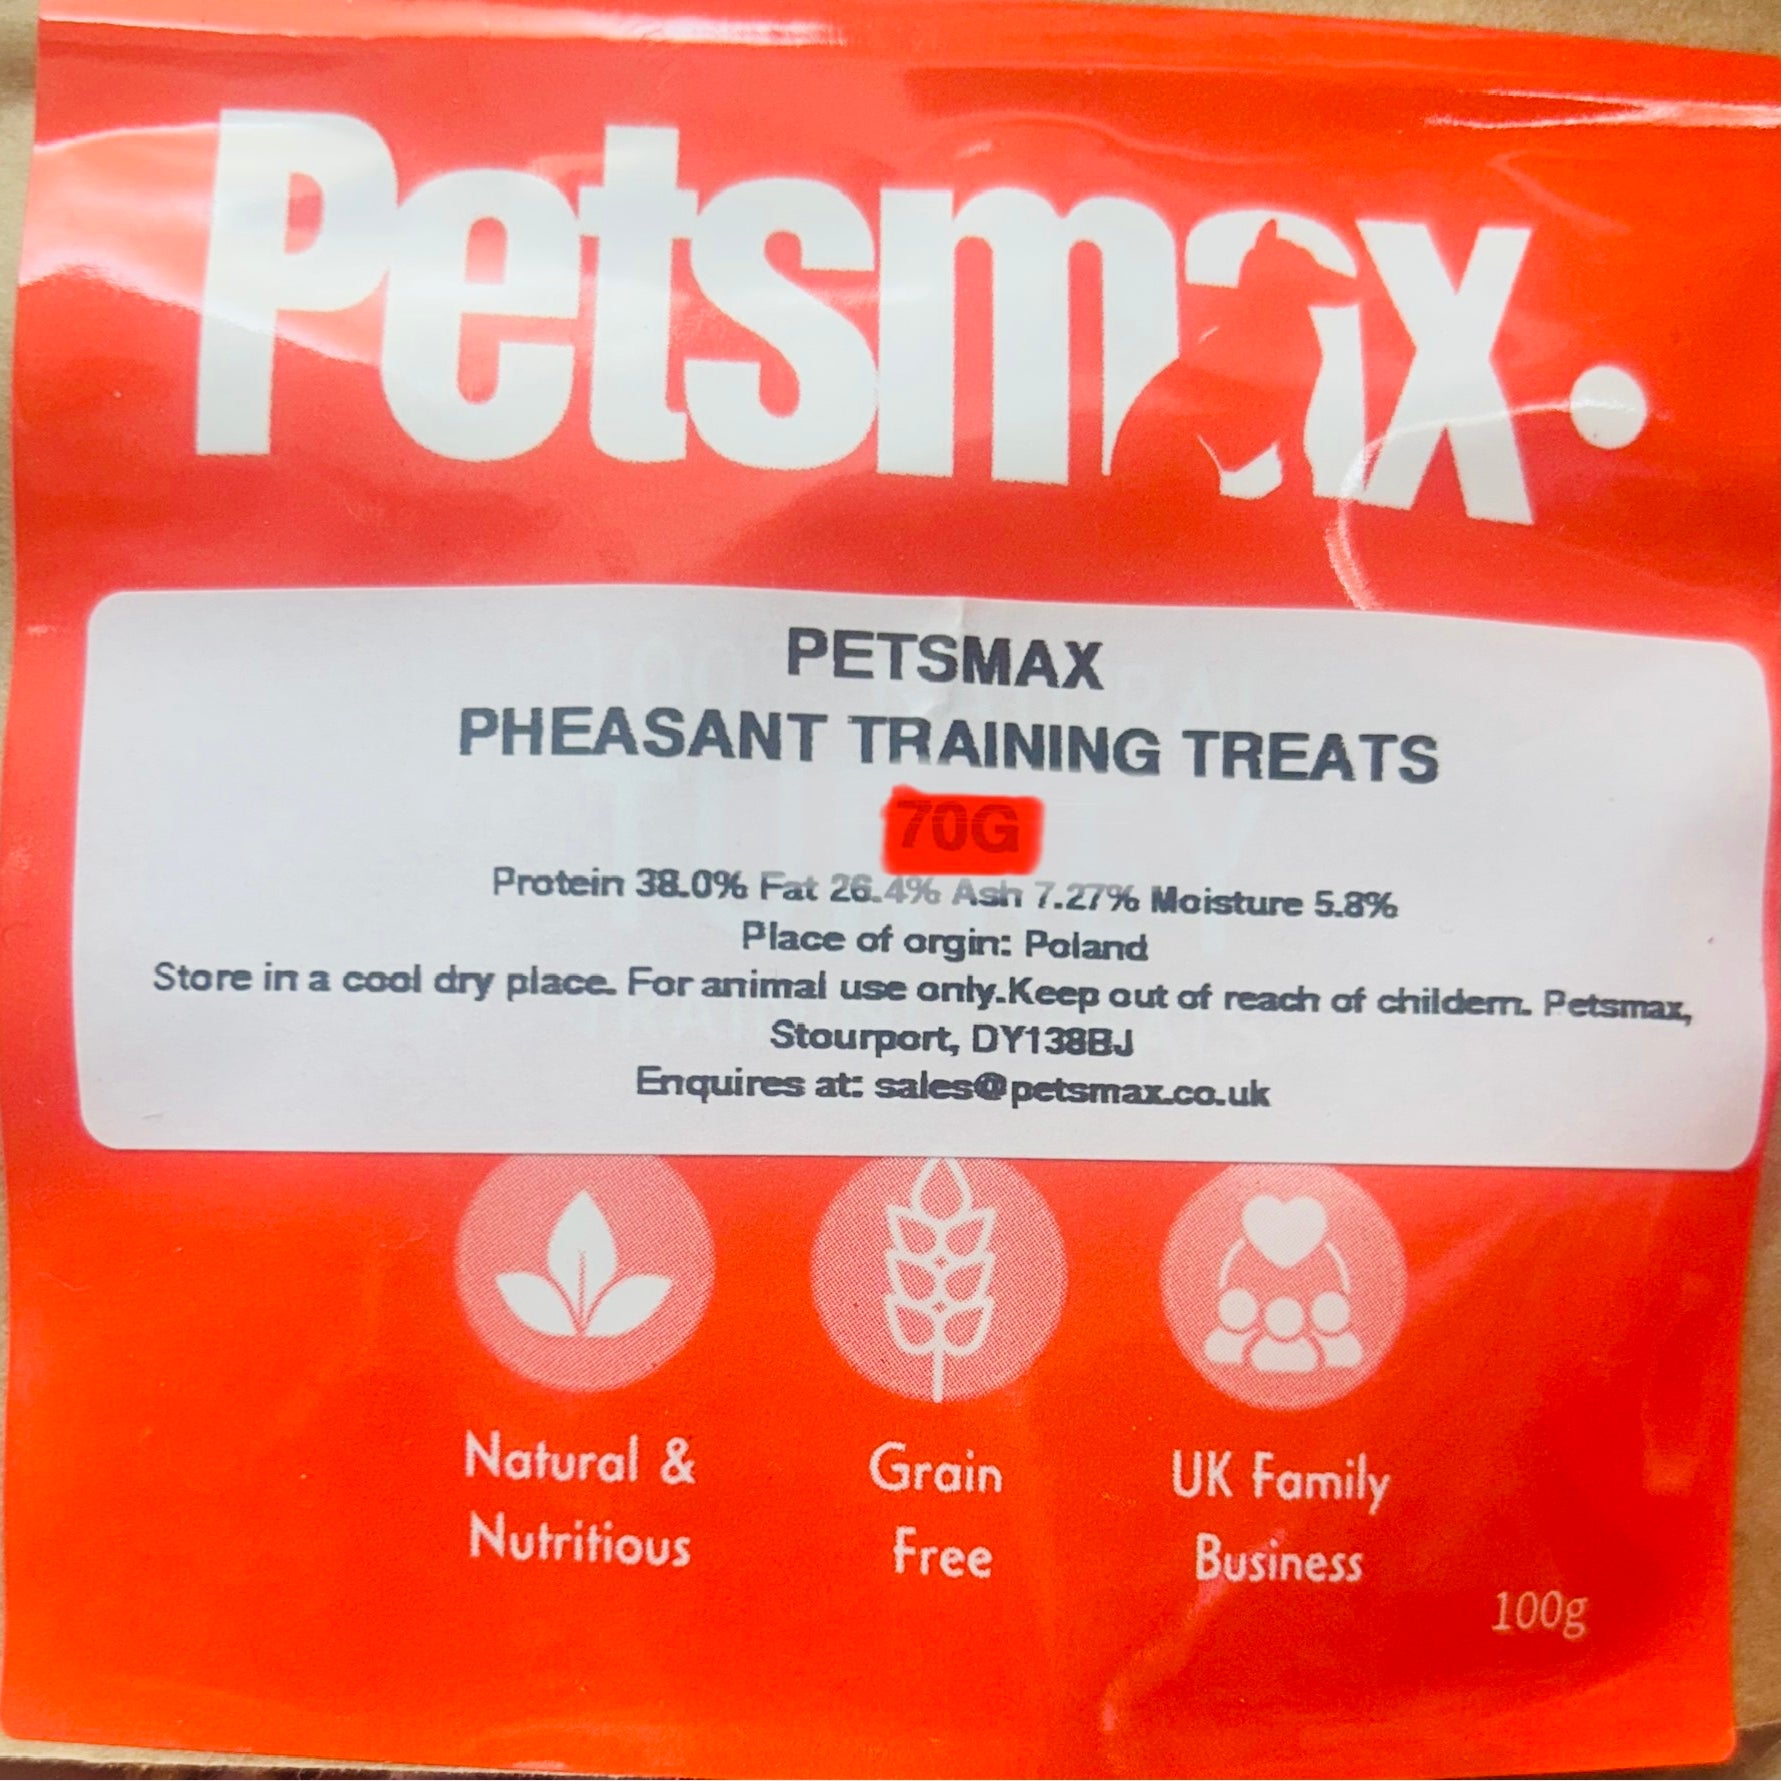 Petsmax.
PETSMAX
PHEASANT TRAINING TREATS
70G
Protein 38.0% Fat 26.4% Ash 7.27% Moisture 5.8%
Place of orgin: Poland
Store in a cool dry place. For animal use only.Keep out of reach of childern. Petsmax,
Stourport, DY138BJ
Enquires at: sales@petsmax.co.uk
Natural &
Nutritious
Grain
Free
UK Family
Business
100g